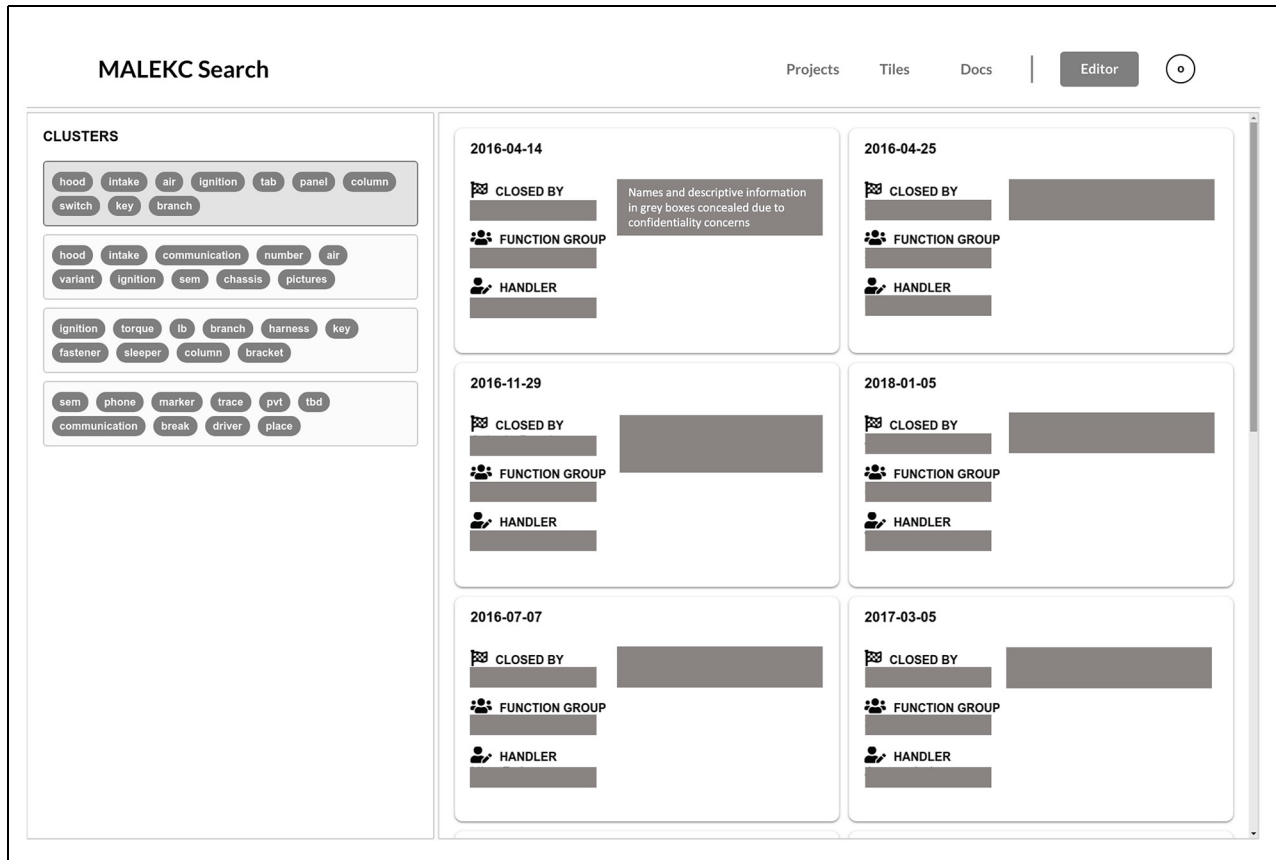 MALEKC Search
Projects Tiles Docs Editor o
CLUSTERS
hood intake air ignition tab panel column
switch key branch
hood intake communication number air
variant ignition sem chassis pictures
ignition torque lb branch harness key
fastener sleeper column bracket
sem phone marker trace pvt tbd
communication break driver place
2016-04-14
CLOSED BY
Names and descriptive information
in grey boxes concealed due to
confidentiality concerns
FUNCTION GROUP
HANDLER
2016-04-25
CLOSED BY
FUNCTION GROUP
HANDLER
2016-11-29
CLOSED BY
FUNCTION GROUP
HANDLER
2018-01-05
CLOSED BY
FUNCTION GROUP
HANDLER
2016-07-07
CLOSED BY
FUNCTION GROUP
HANDLER
2017-03-05
CLOSED BY
FUNCTION GROUP
HANDLER